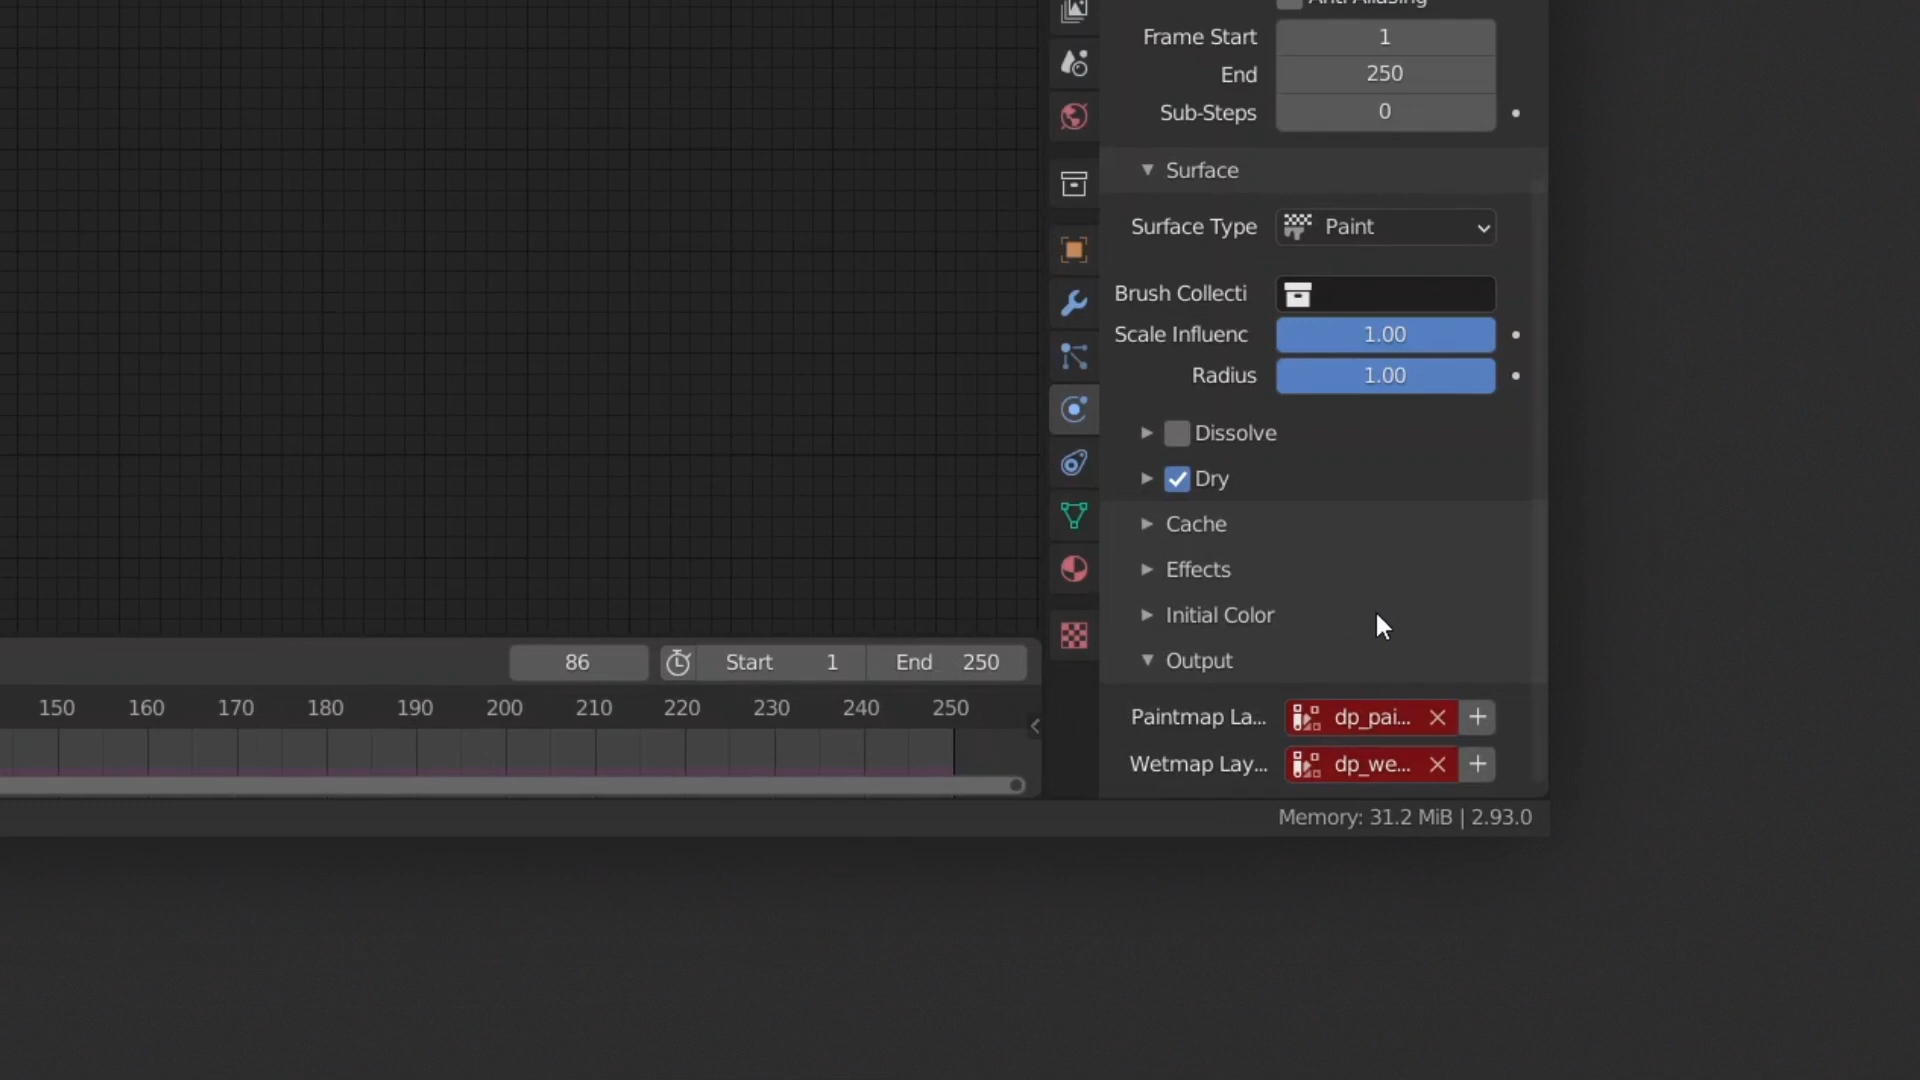 Anti-Aliasing
Frame Start 1
End 250
Sub-Steps 0
Surface
Surface Type Paint
Brush Collecti
Scale Influenc 1.00
Radius 1.00
Dissolve
Dry
Cache
Effects
Initial Color
Output
Paintmap La... dp_pai...
Wetmap Lay... dp_we...
86 Start 1 End 250
150 160 170 180 190 200 210 220 230 240 250
Memory: 31.2 MiB | 2.93.0